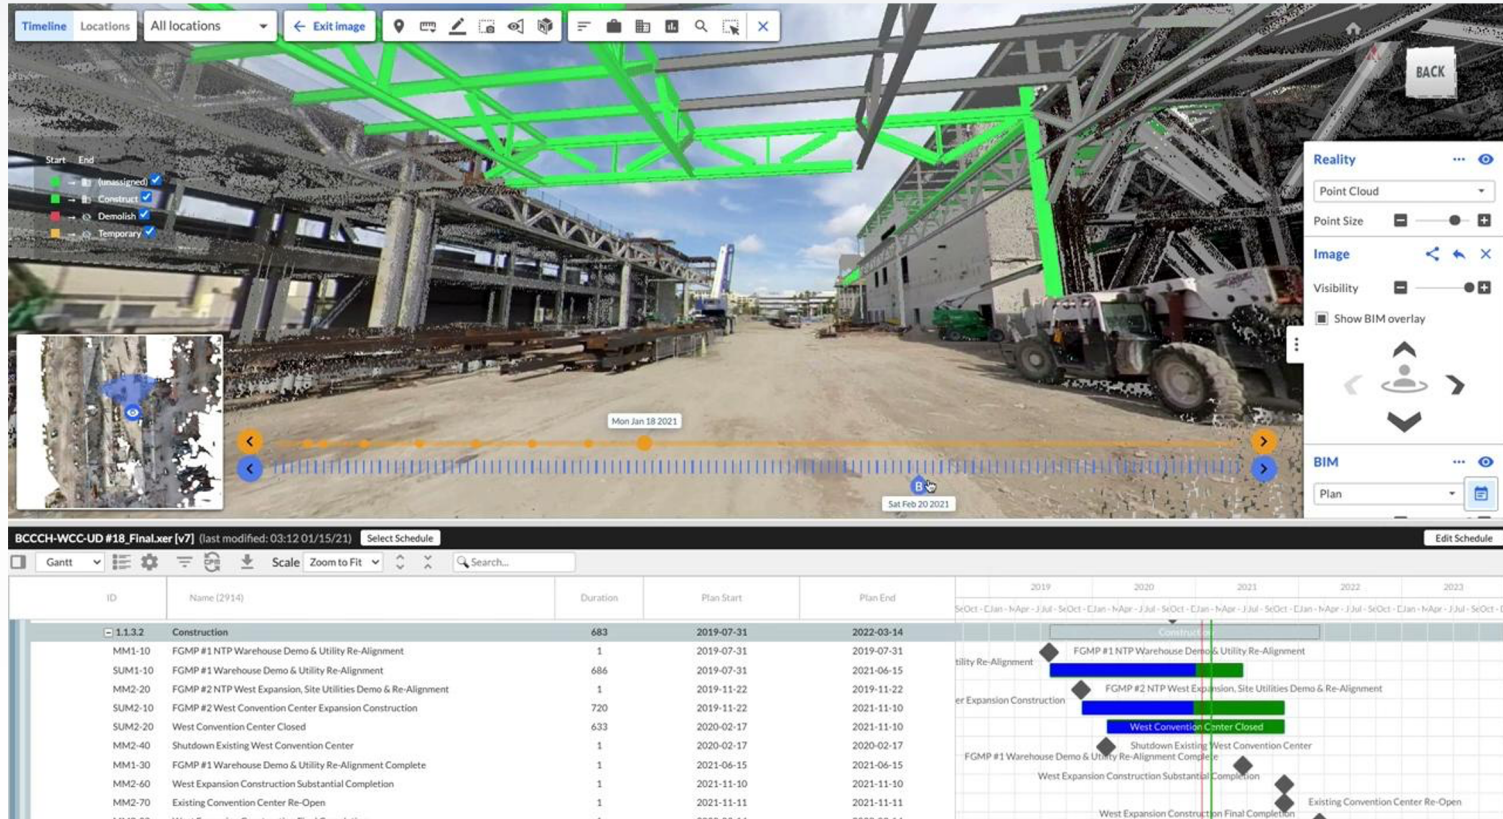 Timeline Locations All locations Exit image
BACK
Start End
(unassigned)
Construct
Demolish
Temporary
Reality
Point Cloud
Point Size
Image
Visibility
Show BIM overlay
BIM
Plan
Mon Jan 18 2021
B
Sat Feb 20 2021
BCCCH-WCC-UD #18_Final.xer [v7] (last modified: 03:12 01/15/21) Select Schedule Edit Schedule
Gantt Scale Zoom to Fit Search...
ID Name (2914) Duration Plan Start Plan End 2019 2020 2021 2022 2023
1.1.3.2 Construction 683 2019-07-31 2022-03-14
MM1-10 FGMP #1 NTP Warehouse Demo & Utility Re-Alignment 1 2019-07-31 2019-07-31 FGMP #1 NTP Warehouse Demo & Utility Re-Alignment
SUM1-10 FGMP #1 Warehouse Demo & Utility Re-Alignment 686 2019-07-31 2021-06-15 tility Re-Alignment
MM2-20 FGMP #2 NTP West Expansion, Site Utilities Demo & Re-Alignment 1 2019-11-22 2019-11-22 FGMP #2 NTP West Expansion, Site Utilities Demo & Re-Alignment
SUM2-10 FGMP #2 West Convention Center Expansion Construction 720 2019-11-22 2021-11-10 er Expansion Construction
SUM2-20 West Convention Center Closed 633 2020-02-17 2021-11-10 West Convention Center Closed
MM2-40 Shutdown Existing West Convention Center 1 2020-02-17 2020-02-17 Shutdown Existing West Convention Center
MM1-30 FGMP #1 Warehouse Demo & Utility Re-Alignment Complete 1 2021-06-15 2021-06-15 FGMP #1 Warehouse Demo & Utility Re-Alignment Complete
MM2-60 West Expansion Construction Substantial Completion 1 2021-11-10 2021-11-10 West Expansion Construction Substantial Completion
MM2-70 Existing Convention Center Re-Open 1 2021-11-11 2021-11-11 Existing Convention Center Re-Open
West Expansion Construction Final Completion